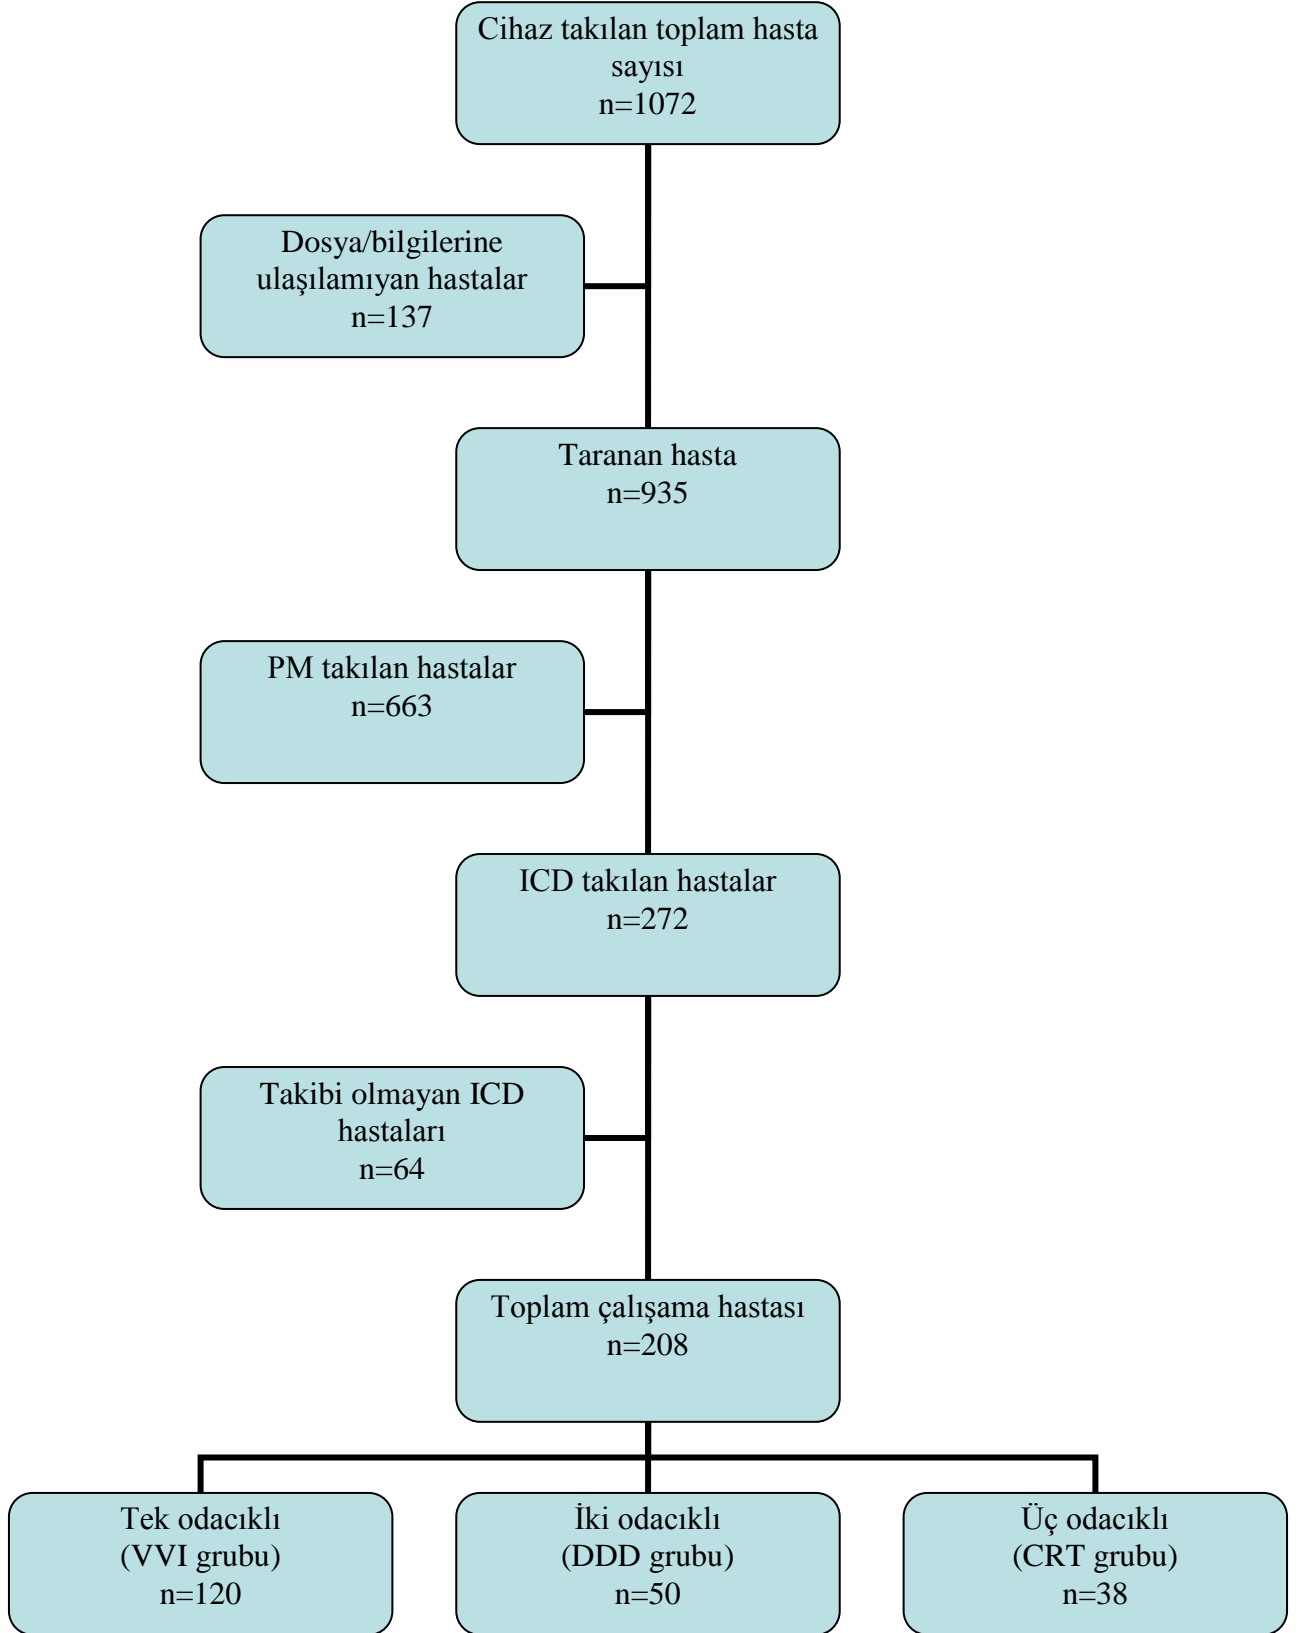 Cihaz takılan toplam hasta
sayısı
n=1072
Dosya/bilgilerine
ulaşılamıyan hastalar
n=137
Taranan hasta
n=935
PM takılan hastalar
n=663
ICD takılan hastalar
n=272
Takibi olmayan ICD
hastaları
n=64
Toplam çalışama hastası
n=208
Tek odacıklı
(VVI grubu)
n=120
İki odacıklı
(DDD grubu)
n=50
Üç odacıklı
(CRT grubu)
n=38